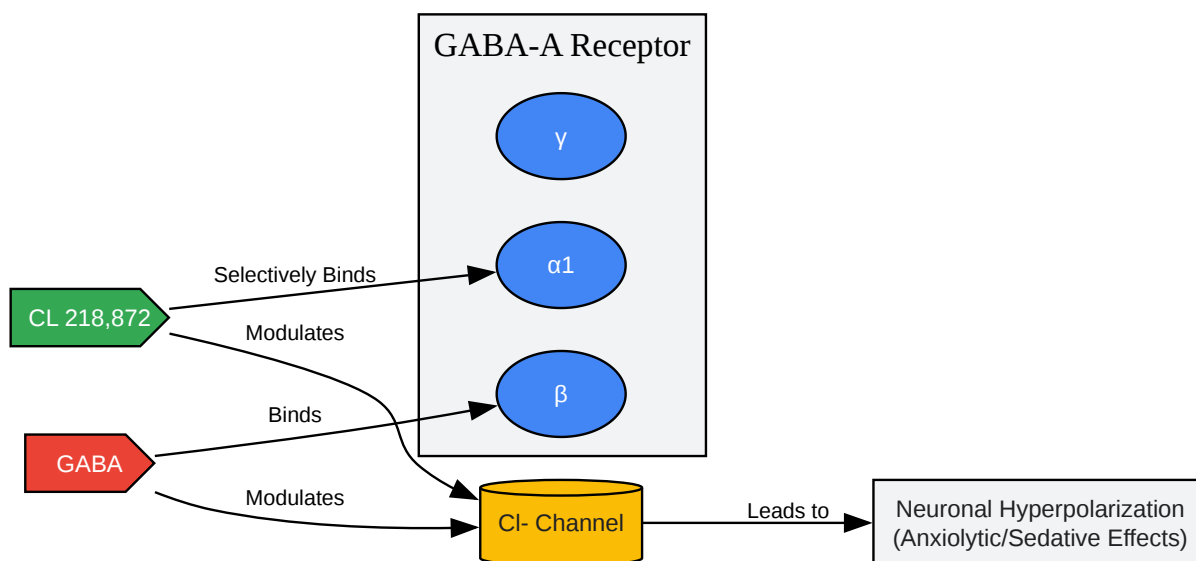 GABA-A Receptor
γ
α1
β
CL 218,872
Selectively Binds
Modulates
GABA
Binds
Modulates
Cl- Channel
Leads to
Neuronal Hyperpolarization
(Anxiolytic/Sedative Effects)